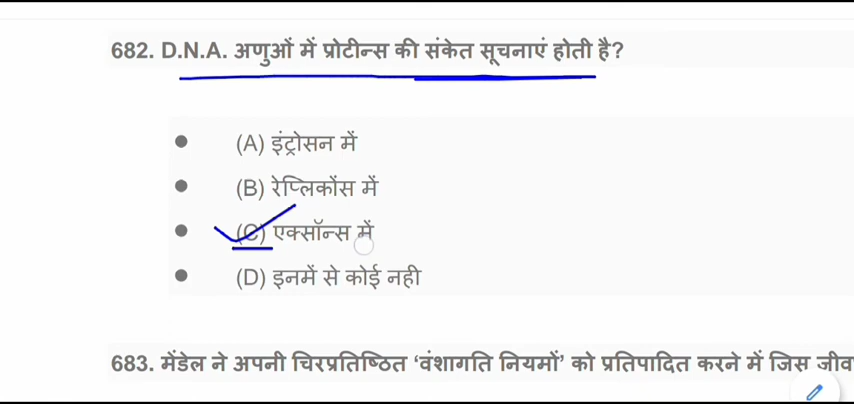 682. D.N.A. अणुओं में प्रोटीन्स की संकेत सूचनाएं होती है?
(A) इंट्रोसन में
(B) रेप्लिकोंस में
(C) एक्सॉन्स में
(D) इनमें से कोई नही
683. मेंडेल ने अपनी चिरप्रतिष्ठित ‘वंशागति नियमों’ को प्रतिपादित करने में जिस जीव